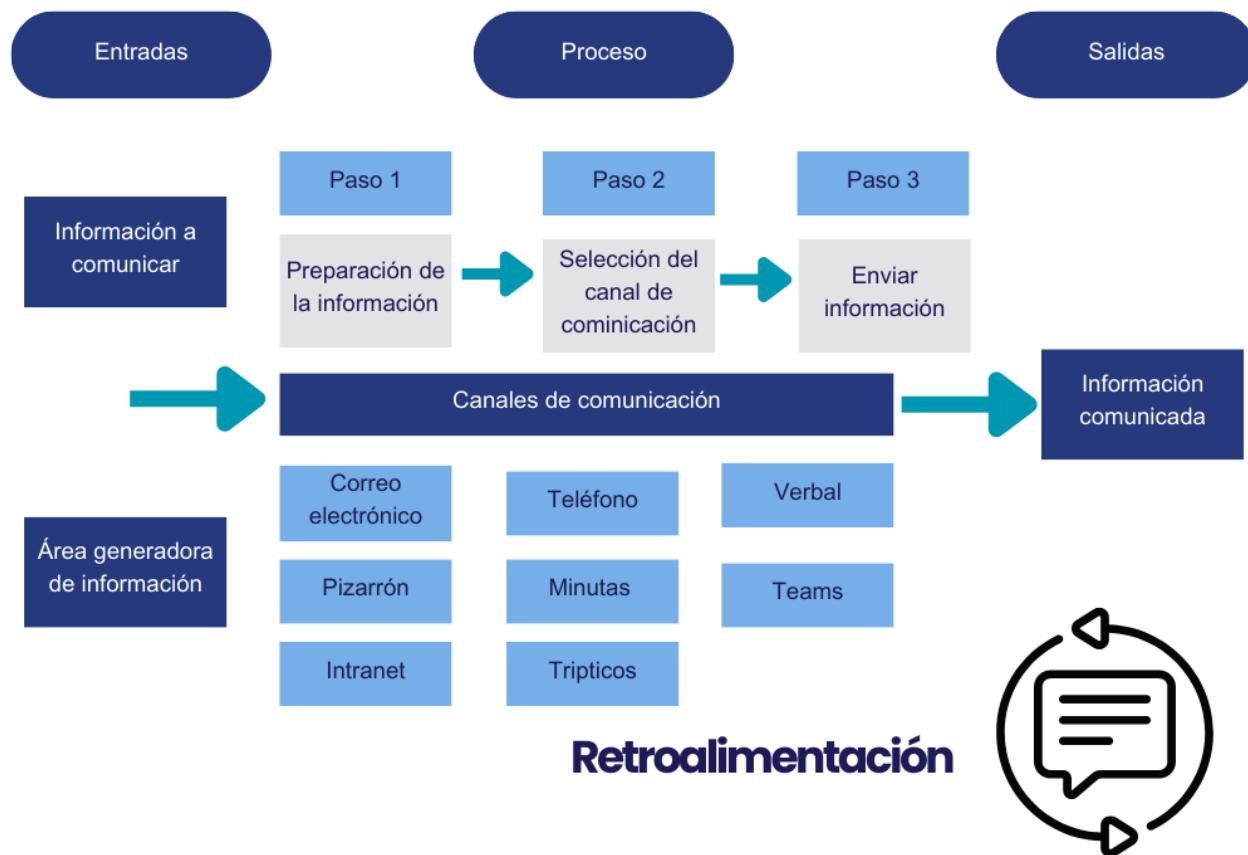 Entradas
Proceso
Salidas
Paso 1
Paso 2
Paso 3
Información a
comunicar
Preparación de
la información
Selección del
canal de
cominicación
Enviar
información
Canales de comunicación
Información
comunicada
Correo
electrónico
Teléfono
Verbal
Área generadora
de información
Pizarrón
Minutas
Teams
Intranet
Tripticos
Retroalimentación